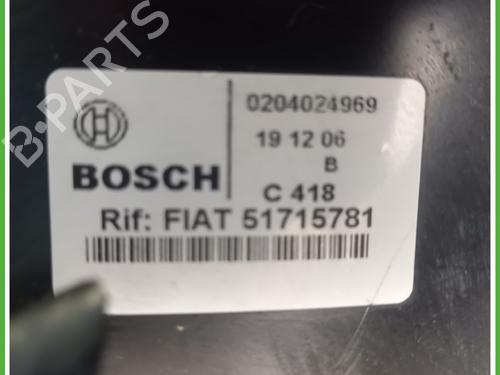 0204024969
19 12 06
B
BOSCH
C 418
Rif: FIAT 51715781
B-PARTS